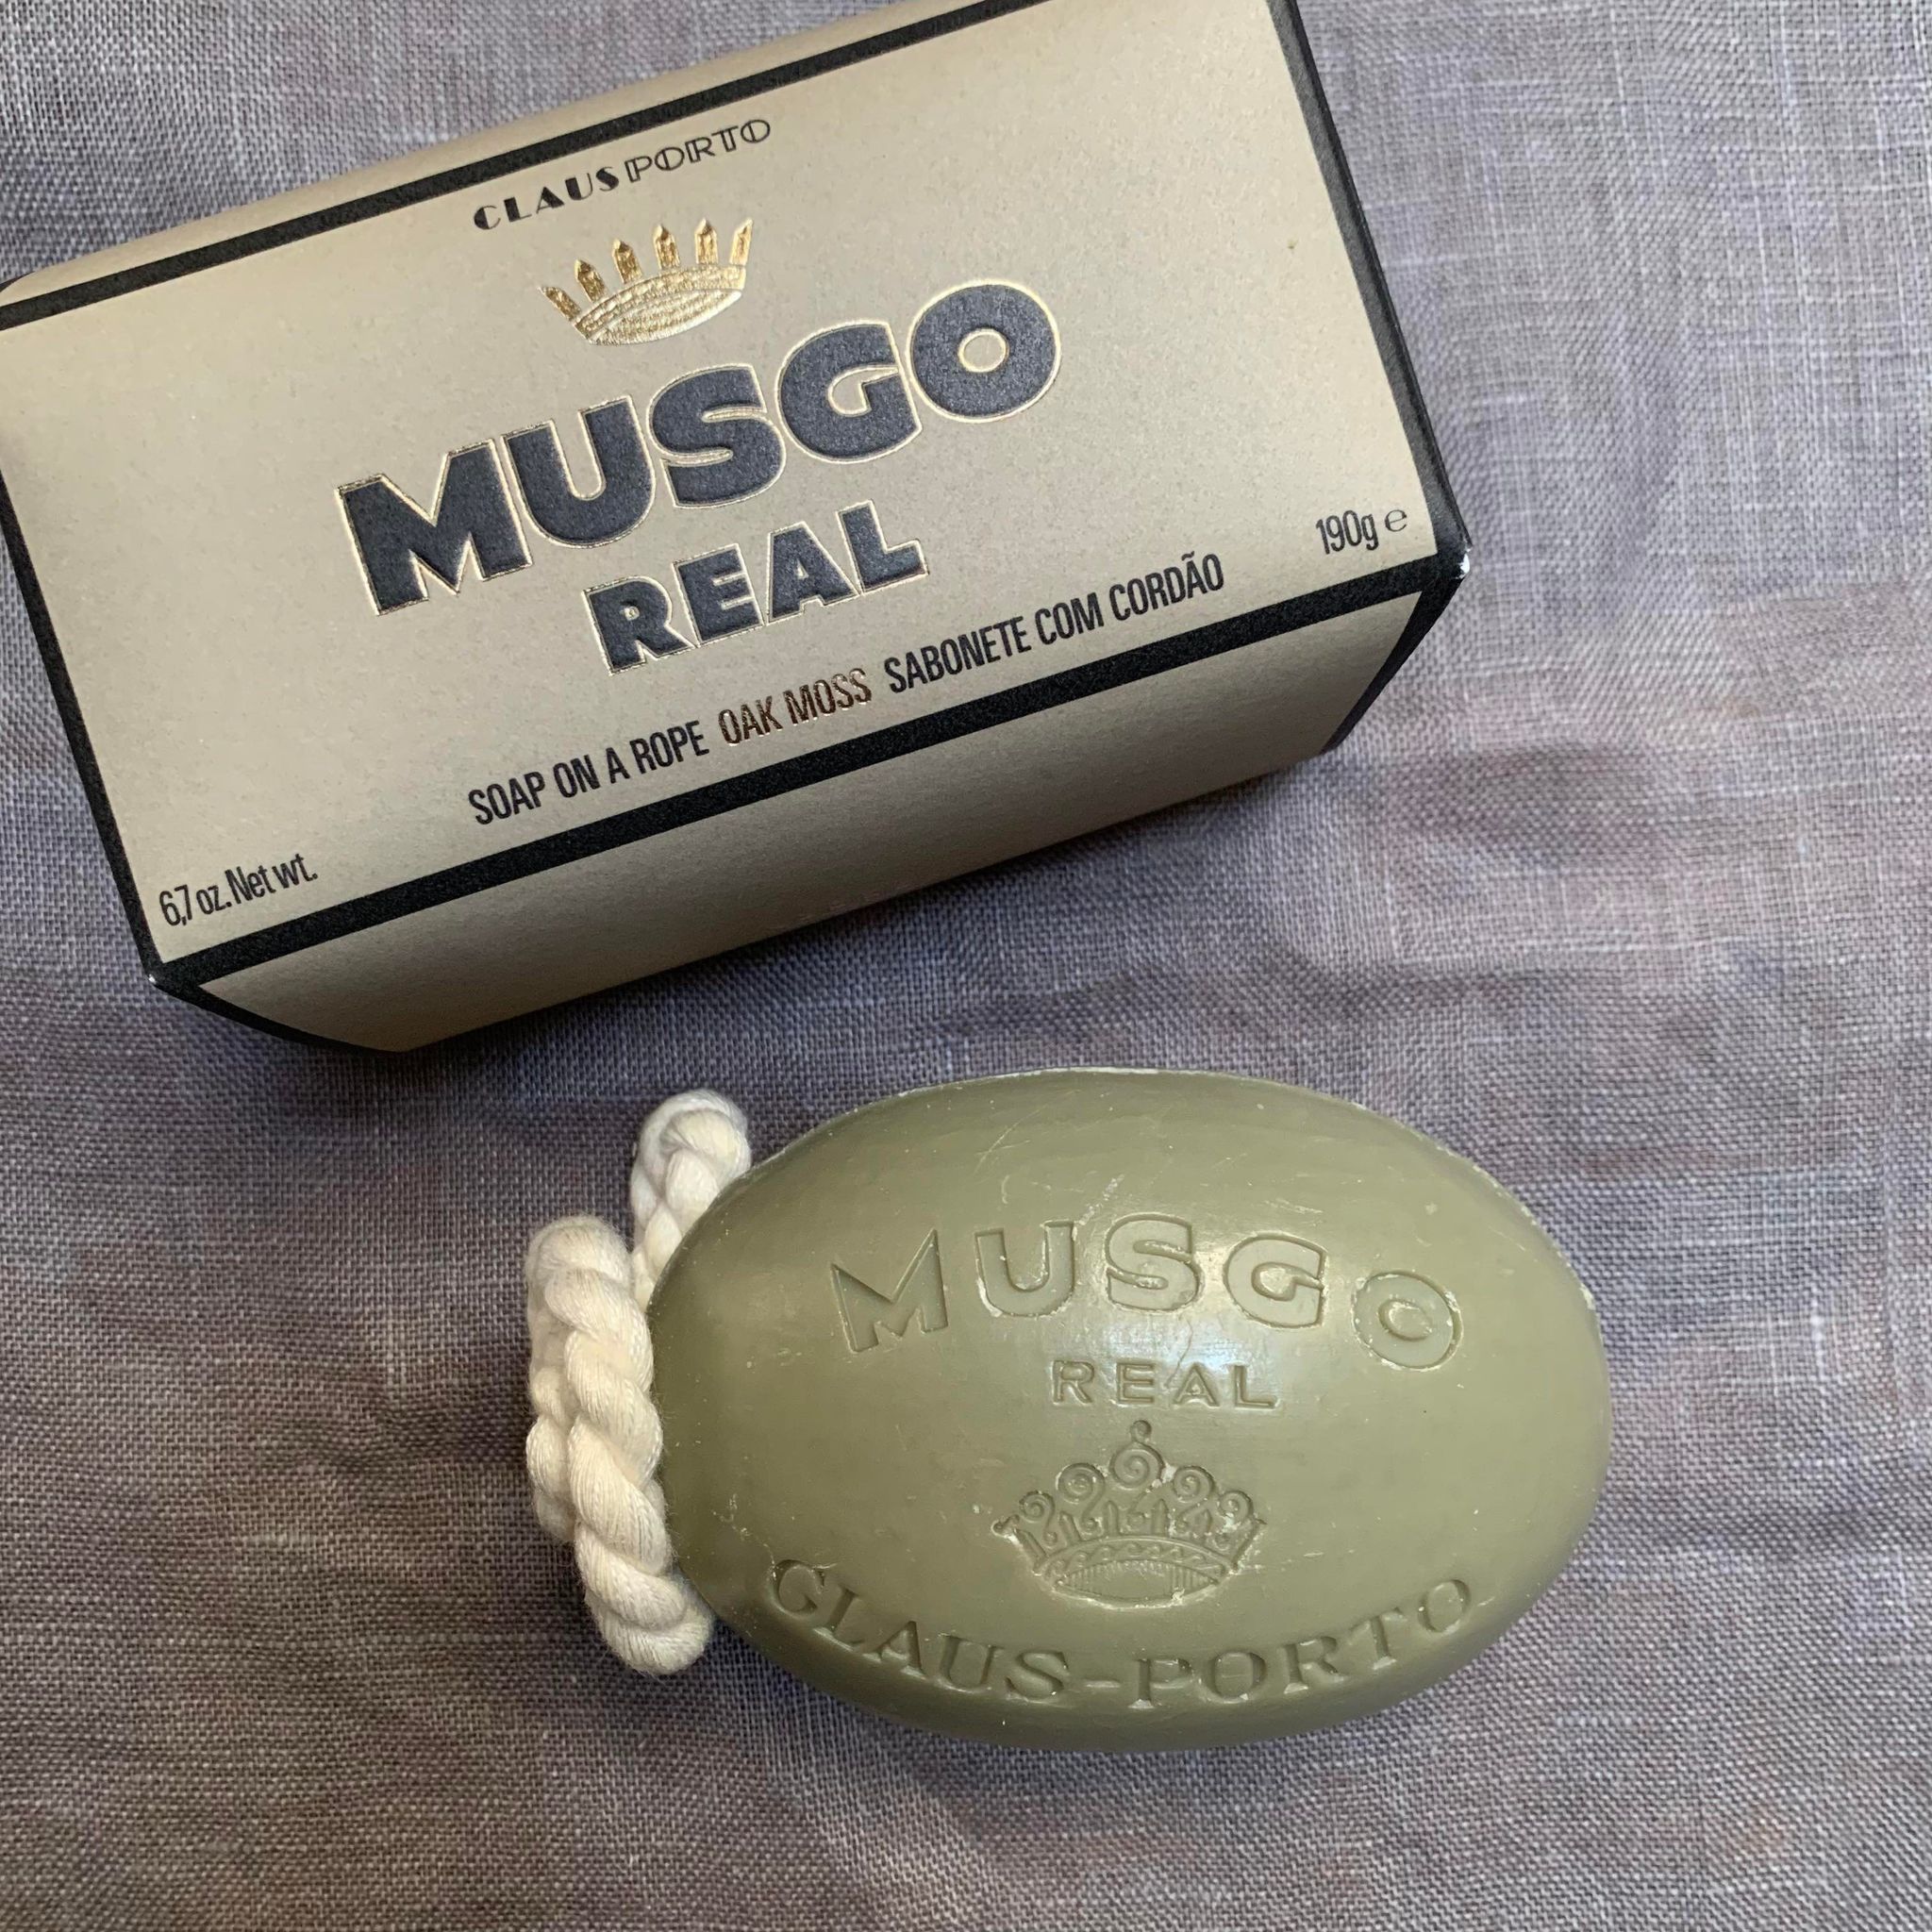 CLAUS PORTO
MUSGO
REAL
SOAP ON A ROPE OAK MOSS SABONETE COM CORDÃO
190g ℮
6,7 oz. Net wt.
MUSGO
REAL
CLAUS-PORTO